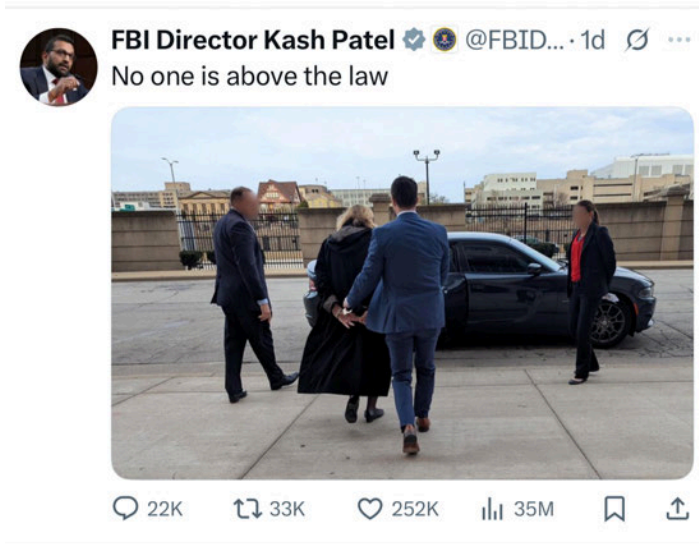 FBI Director Kash Patel @FBID... · 1d
No one is above the law
22K 33K 252K 35M